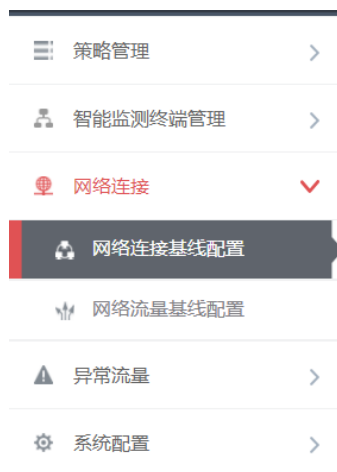 策略管理
智能监测终端管理
网络连接
网络连接基线配置
网络流量基线配置
异常流量
系统配置